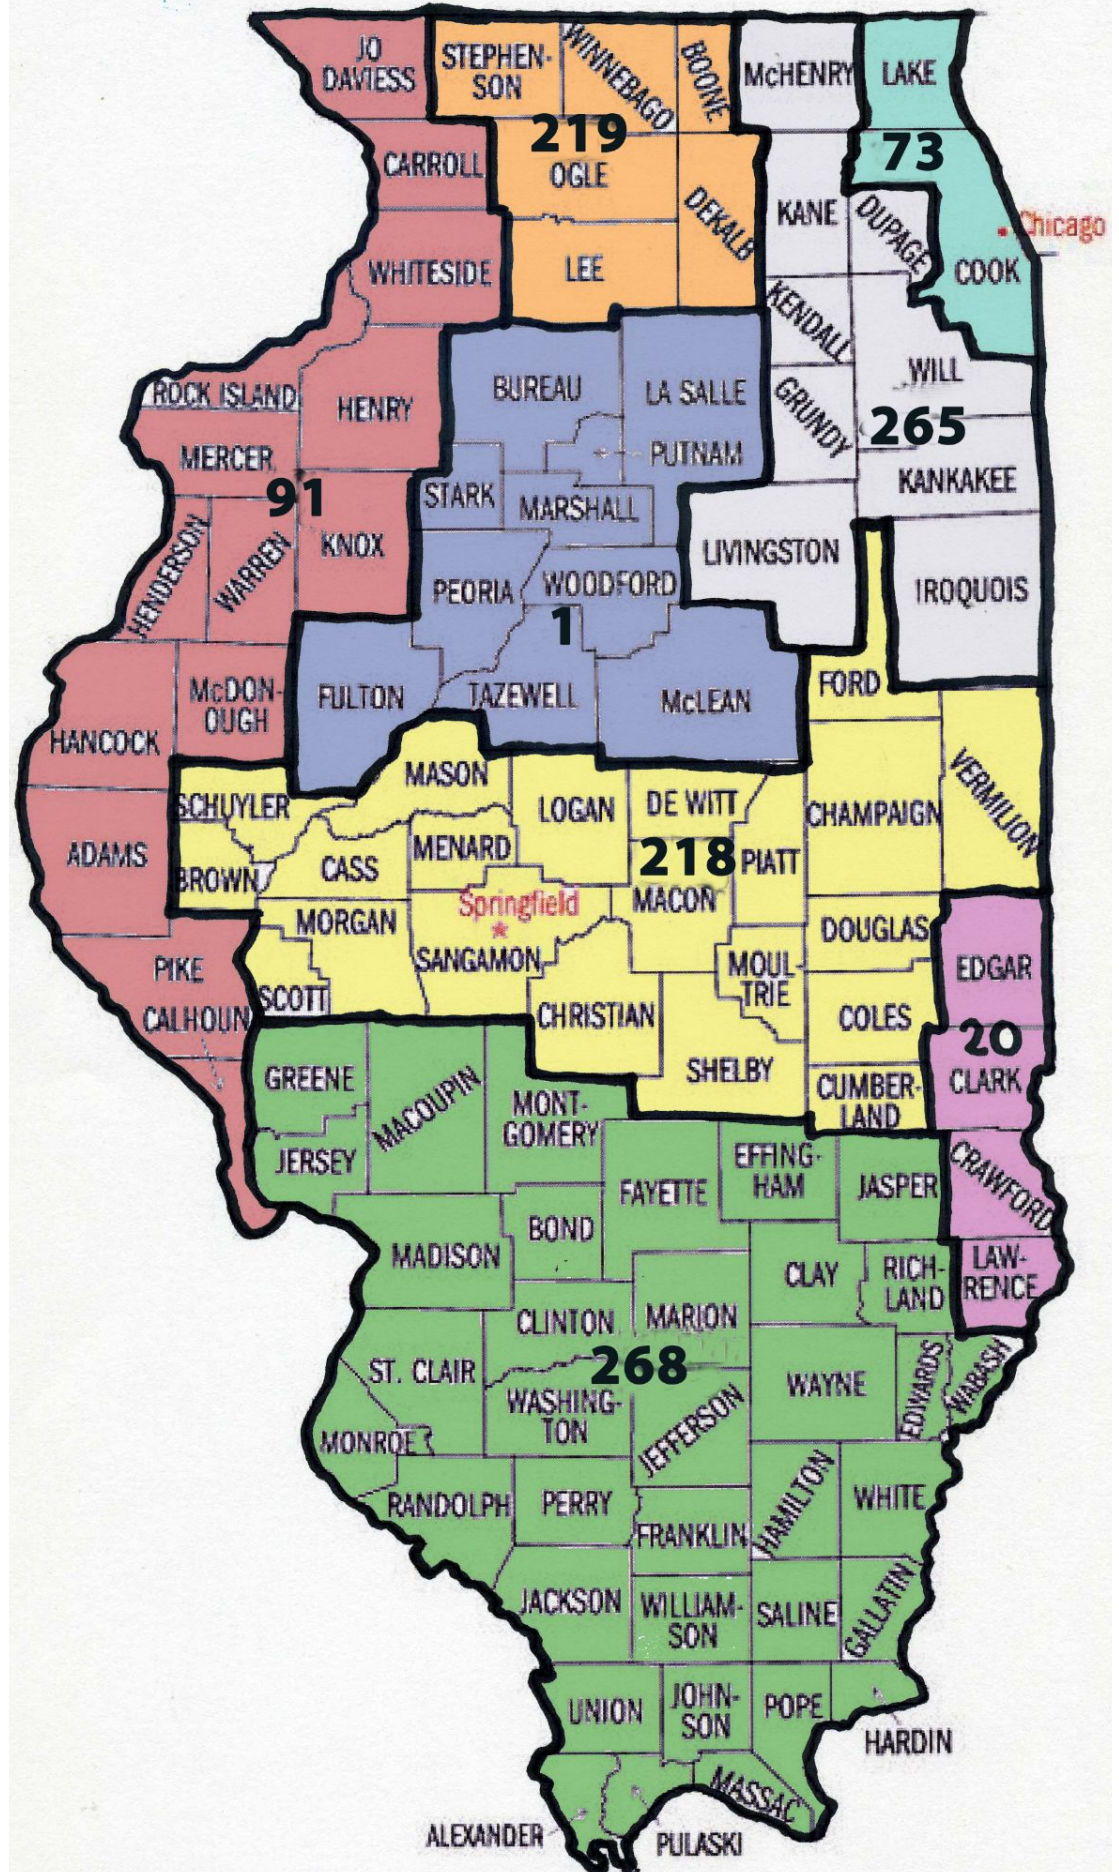 JO
DAVIESS
STEPHEN-
SON
WINNEBAGO
BOONE
McHENRY
LAKE
219
73
CARROLL
OGLE
KANE
DUPAGE
DEKALB
Chicago
WHITESIDE
LEE
COOK
KENDALL
ROCK ISLAND
HENRY
BUREAU
LA SALLE
WILL
GRUNDY
265
MERCER
PUTNAM
KANKAKEE
91
STARK
MARSHALL
HENDERSON
WARREN
KNOX
LIVINGSTON
PEORIA
WOODFORD
IROQUOIS
1
McDON-
OUGH
FULTON
TAZEWELL
McLEAN
FORD
HANCOCK
MASON
SCHUYLER
LOGAN
DE WITT
CHAMPAIGN
VERMILION
ADAMS
BROWN
CASS
MENARD
218
PIATT
Springfield
MACON
MORGAN
DOUGLAS
PIKE
SANGAMON
MOUL
TRIE
EDGAR
SCOTT
CALHOUN
CHRISTIAN
COLES
20
GREENE
MACOUPIN
MONT-
GOMERY
SHELBY
CUMBER-
LAND
CLARK
JERSEY
FAYETTE
EFFING-
HAM
JASPER
CRAWFORD
BOND
MADISON
CLAY
RICH-
LAND
LAW-
RENCE
CLINTON
MARION
268
ST. CLAIR
WASHING-
TON
JEFFERSON
WAYNE
EDWARDS
WABASH
MONROE
RANDOLPH
PERRY
FRANKLIN
HAMILTON
WHITE
JACKSON
WILLIAM-
SON
SALINE
GALLATIN
UNION
JOHN-
SON
POPE
HARDIN
MASSAC
ALEXANDER
PULASKI